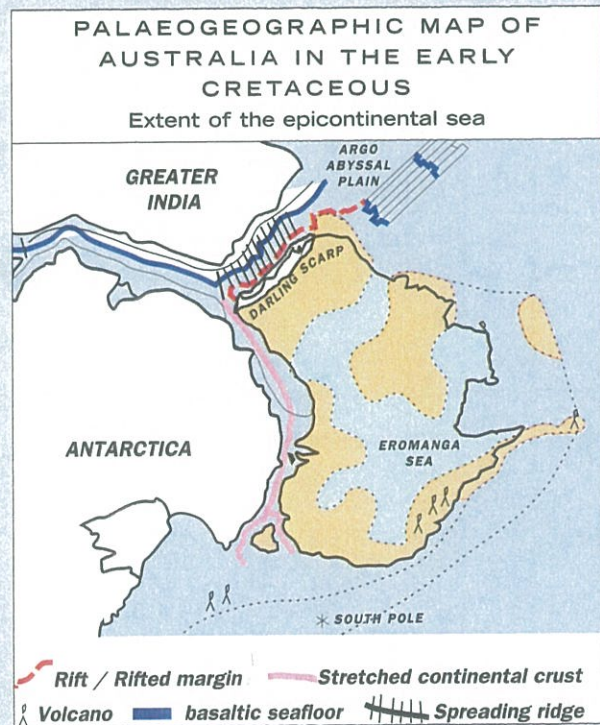 PALAEOGEOGRAPHIC MAP OF
AUSTRALIA IN THE EARLY
CRETACEOUS
Extent of the epicontinental sea
ARGO
ABYSSAL
PLAIN
GREATER
INDIA
DARLING SCARP
ANTARCTICA
EROMANGA
SEA
SOUTH POLE
Rift / Rifted margin
Stretched continental crust
Volcano
basaltic seafloor
Spreading ridge